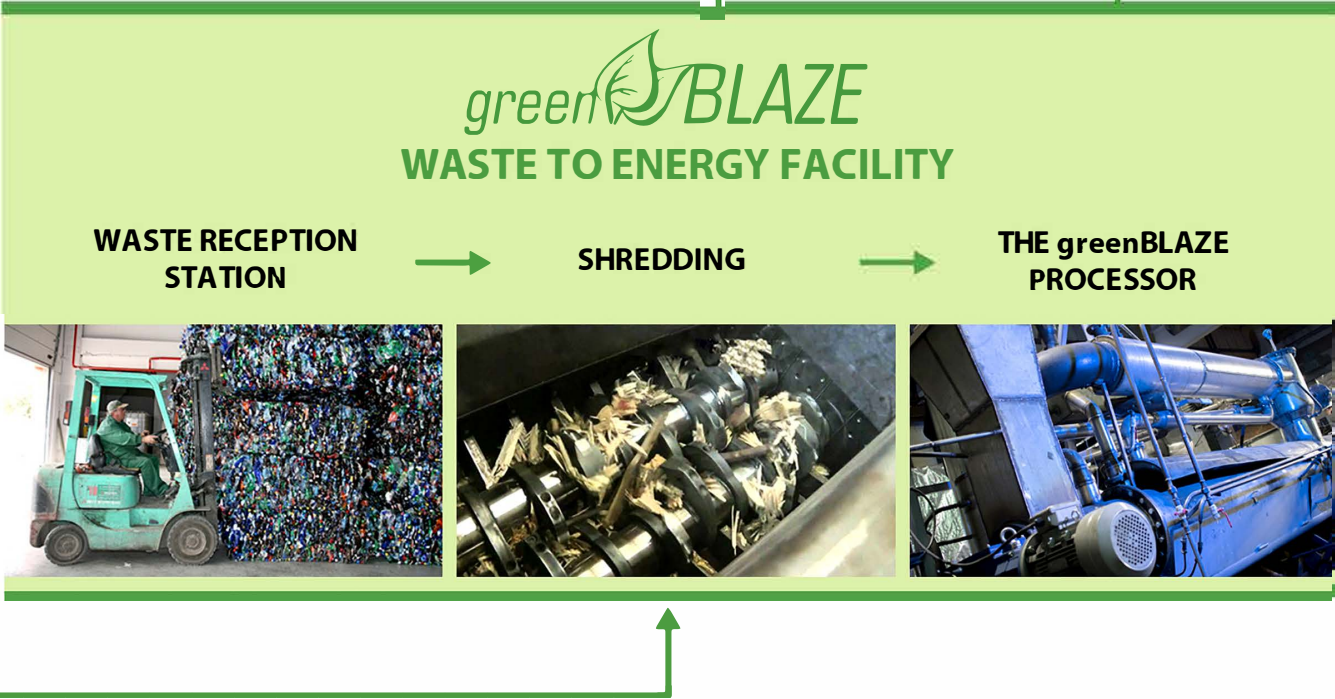 greenBLAZE
WASTE TO ENERGY FACILITY
WASTE RECEPTION
STATION
SHREDDING
THE greenBLAZE
PROCESSOR